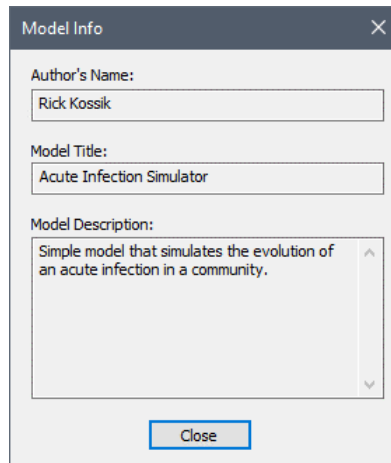 Model Info
Author's Name:
Rick Kossik
Model Title:
Acute Infection Simulator
Model Description:
Simple model that simulates the evolution of
an acute infection in a community.
Close